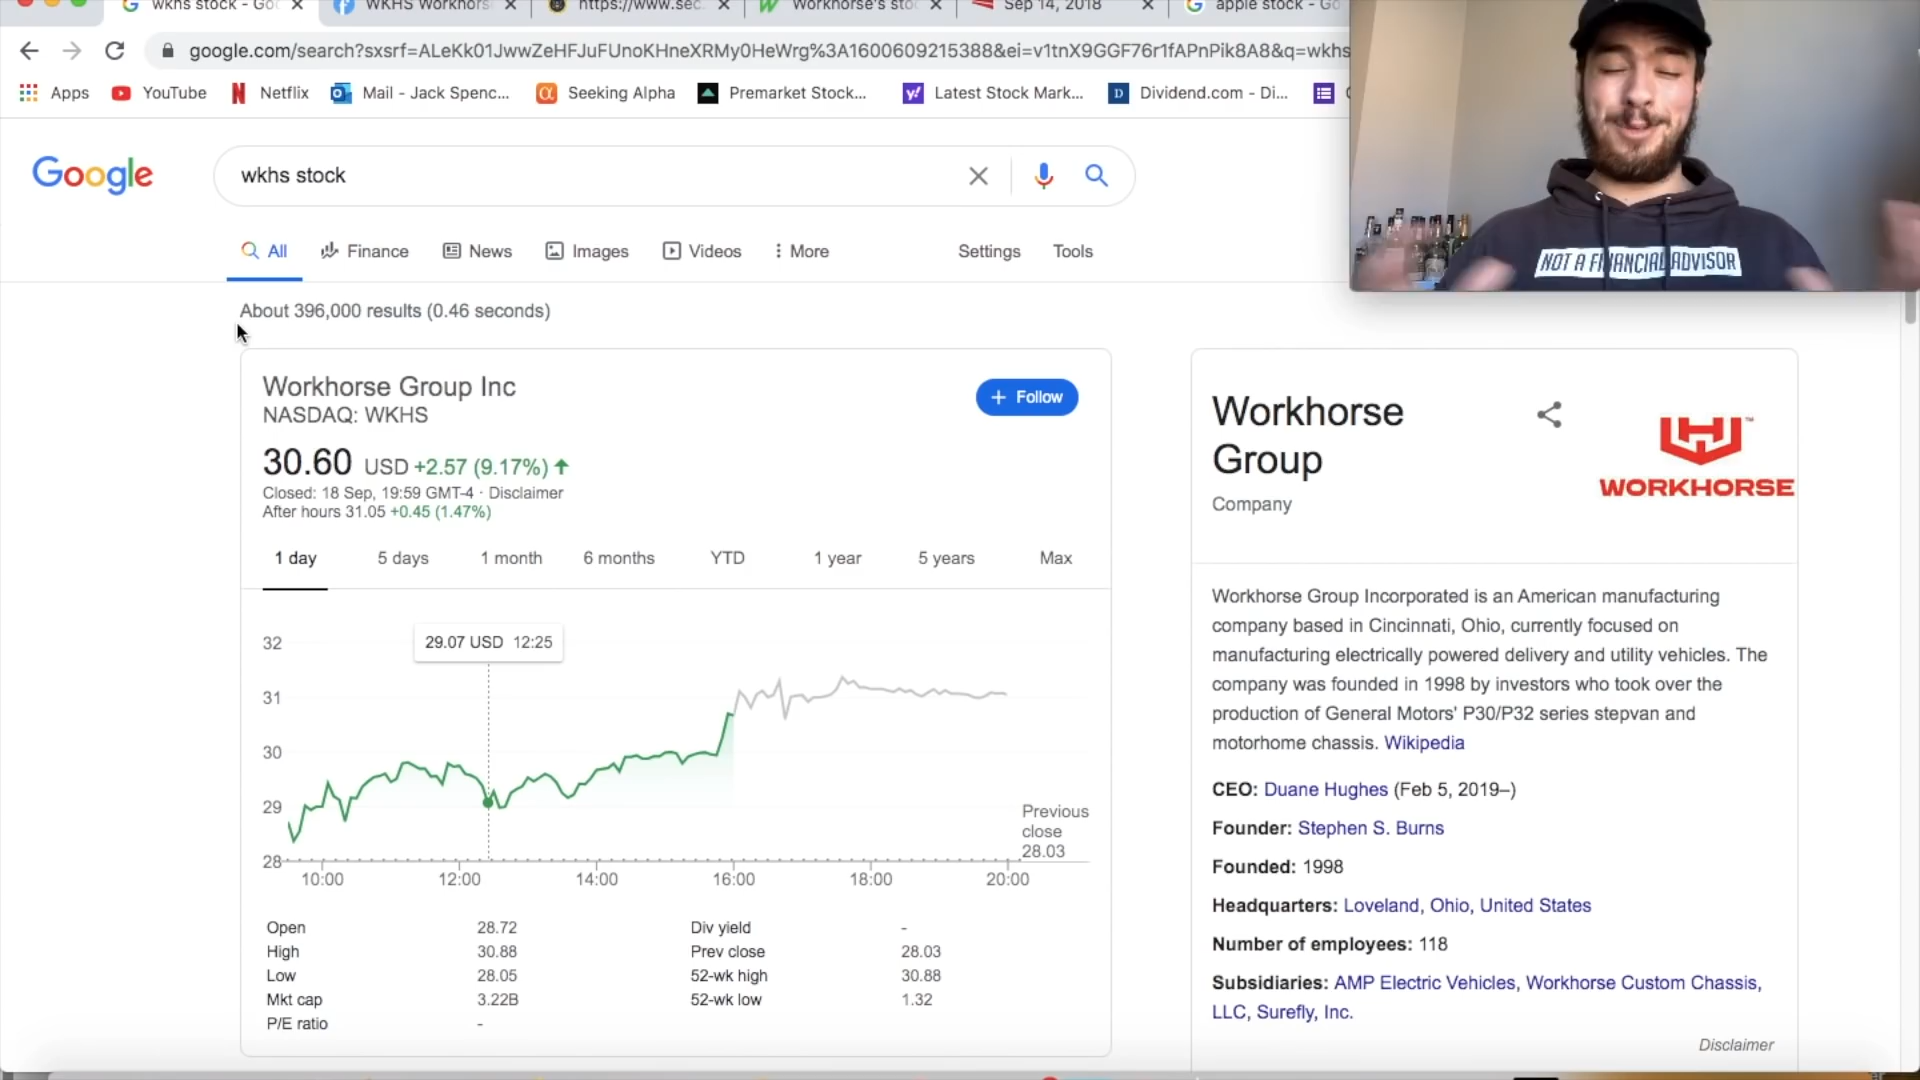 wkhs stock - Goo
WKHS Workhors
https://www.sec.
Workhorse's sto
Sep 14, 2018
apple stock - Go
google.com/search?sxsrf=ALeKk01JwwZeHFJuFUnoKHneXRMy0HeWrg%3A1600609215388&ei=v1tnX9GGF76r1fAPnPik8A8&q=wkhs
Apps
YouTube
Netflix
Mail - Jack Spenc...
Seeking Alpha
Premarket Stock...
Latest Stock Mark...
Dividend.com - Di...
Google
wkhs stock
All
Finance
News
Images
Videos
More
Settings
Tools
NOT A FINANCIAL ADVISOR
About 396,000 results (0.46 seconds)
Workhorse Group Inc
NASDAQ: WKHS
+ Follow
30.60 USD +2.57 (9.17%)
Closed: 18 Sep, 19:59 GMT-4 · Disclaimer
After hours 31.05 +0.45 (1.47%)
1 day
5 days
1 month
6 months
YTD
1 year
5 years
Max
29.07 USD 12:25
32
31
30
29
28
Previous
close
28.03
10:00
12:00
14:00
16:00
18:00
20:00
Open 28.72
High 30.88
Low 28.05
Mkt cap 3.22B
P/E ratio -
Div yield -
Prev close 28.03
52-wk high 30.88
52-wk low 1.32
Workhorse
Group
Company
WORKHORSE™
Workhorse Group Incorporated is an American manufacturing
company based in Cincinnati, Ohio, currently focused on
manufacturing electrically powered delivery and utility vehicles. The
company was founded in 1998 by investors who took over the
production of General Motors' P30/P32 series stepvan and
motorhome chassis. Wikipedia
CEO: Duane Hughes (Feb 5, 2019–)
Founder: Stephen S. Burns
Founded: 1998
Headquarters: Loveland, Ohio, United States
Number of employees: 118
Subsidiaries: AMP Electric Vehicles, Workhorse Custom Chassis,
LLC, Surefly, Inc.
Disclaimer